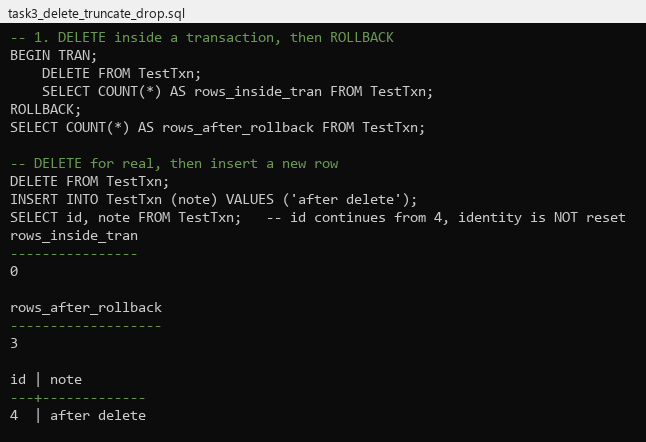 task3_delete_truncate_drop.sql
-- 1. DELETE inside a transaction, then ROLLBACK
BEGIN TRAN;
    DELETE FROM TestTxn;
    SELECT COUNT(*) AS rows_inside_tran FROM TestTxn;
ROLLBACK;
SELECT COUNT(*) AS rows_after_rollback FROM TestTxn;

-- DELETE for real, then insert a new row
DELETE FROM TestTxn;
INSERT INTO TestTxn (note) VALUES ('after delete');
SELECT id, note FROM TestTxn;   -- id continues from 4, identity is NOT reset
rows_inside_tran
----------------
0

rows_after_rollback
-------------------
3

id | note
---+-------------
4  | after delete